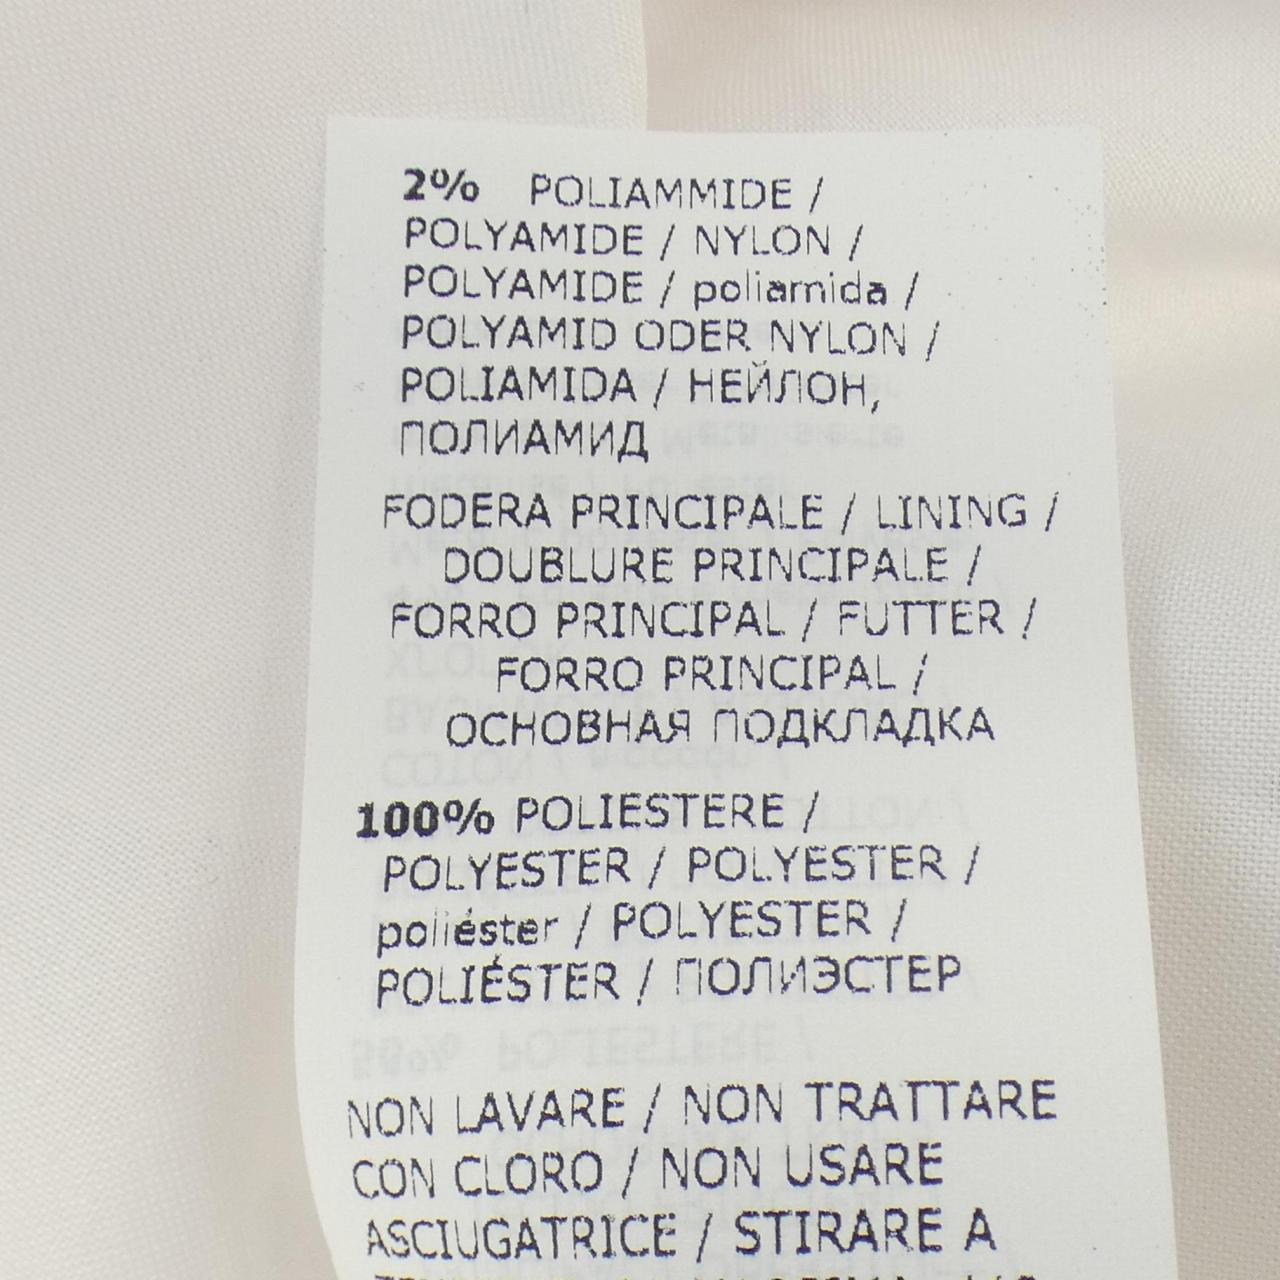 2% POLIAMMIDE /
POLYAMIDE / NYLON /
POLYAMIDE / poliamida /
POLYAMID ODER NYLON /
POLIAMIDA / НЕЙЛОН,
ПОЛИАМИД
FODERA PRINCIPALE / LINING /
DOUBLURE PRINCIPALE /
FORRO PRINCIPAL / FUTTER /
FORRO PRINCIPAL /
ОСНОВНАЯ ПОДКЛАДКА
100% POLIESTERE /
POLYESTER / POLYESTER /
poliéster / POLYESTER /
POLIÉSTER / ПОЛИЭСТЕР
NON LAVARE / NON TRATTARE
CON CLORO / NON USARE
ASCIUGATRICE / STIRARE A